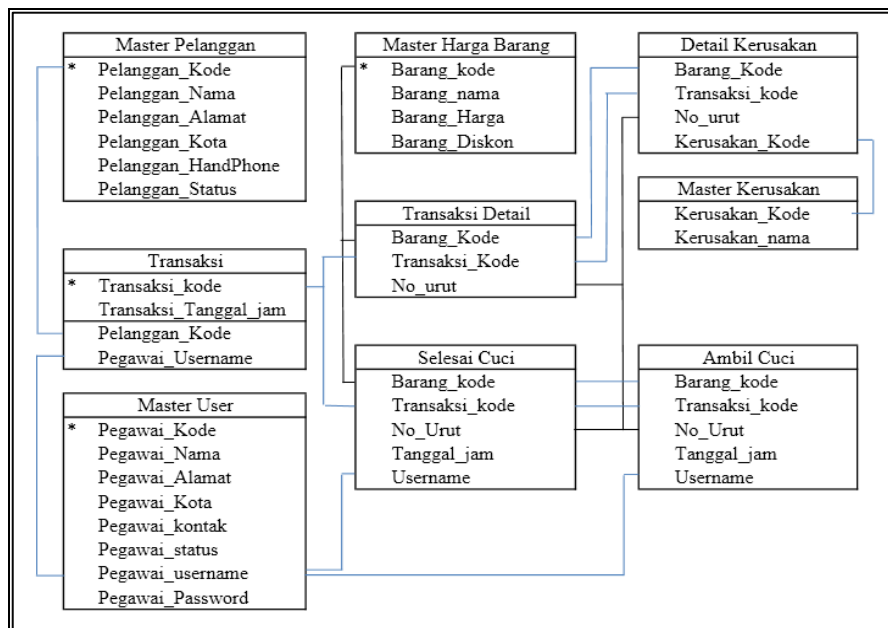 Master Pelanggan
* Pelanggan_Kode
Pelanggan_Nama
Pelanggan_Alamat
Pelanggan_Kota
Pelanggan_HandPhone
Pelanggan_Status
Transaksi
* Transaksi_kode
Transaksi_Tanggal_jam
Pelanggan_Kode
Pegawai_Username
Master User
* Pegawai_Kode
Pegawai_Nama
Pegawai_Alamat
Pegawai_Kota
Pegawai_kontak
Pegawai_status
Pegawai_username
Pegawai_Password
Master Harga Barang
* Barang_kode
Barang_nama
Barang_Harga
Barang_Diskon
Transaksi Detail
Barang_Kode
Transaksi_Kode
No_urut
Selesai Cuci
Barang_kode
Transaksi_kode
No_Urut
Tanggal_jam
Username
Detail Kerusakan
Barang_Kode
Transaksi_kode
No_urut
Kerusakan_Kode
Master Kerusakan
Kerusakan_Kode
Kerusakan_nama
Ambil Cuci
Barang_kode
Transaksi_kode
No_Urut
Tanggal_jam
Username